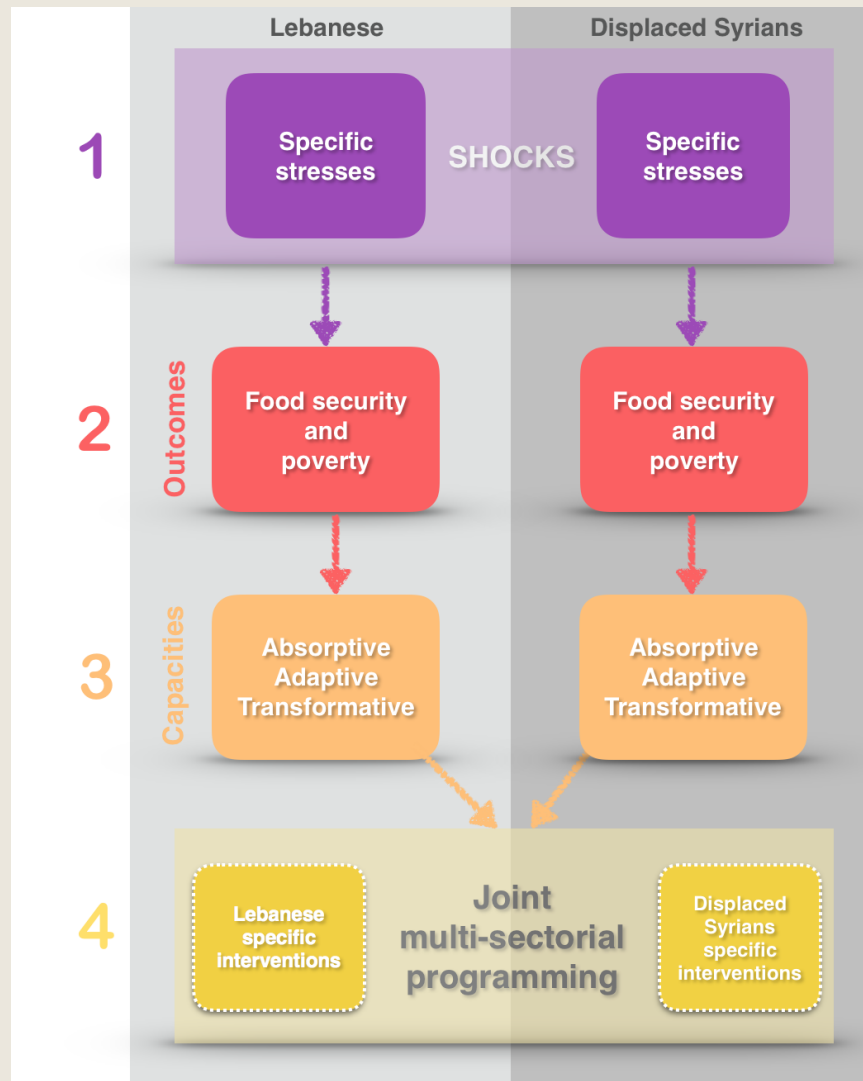 Lebanese
Displaced Syrians
1
Specific
stresses
SHOCKS
Specific
stresses
2
Outcomes
Food security
and
poverty
Food security
and
poverty
3
Capacities
Absorptive
Adaptive
Transformative
Absorptive
Adaptive
Transformative
4
Lebanese
specific
interventions
Joint
multi-sectorial
programming
Displaced
Syrians
specific
interventions